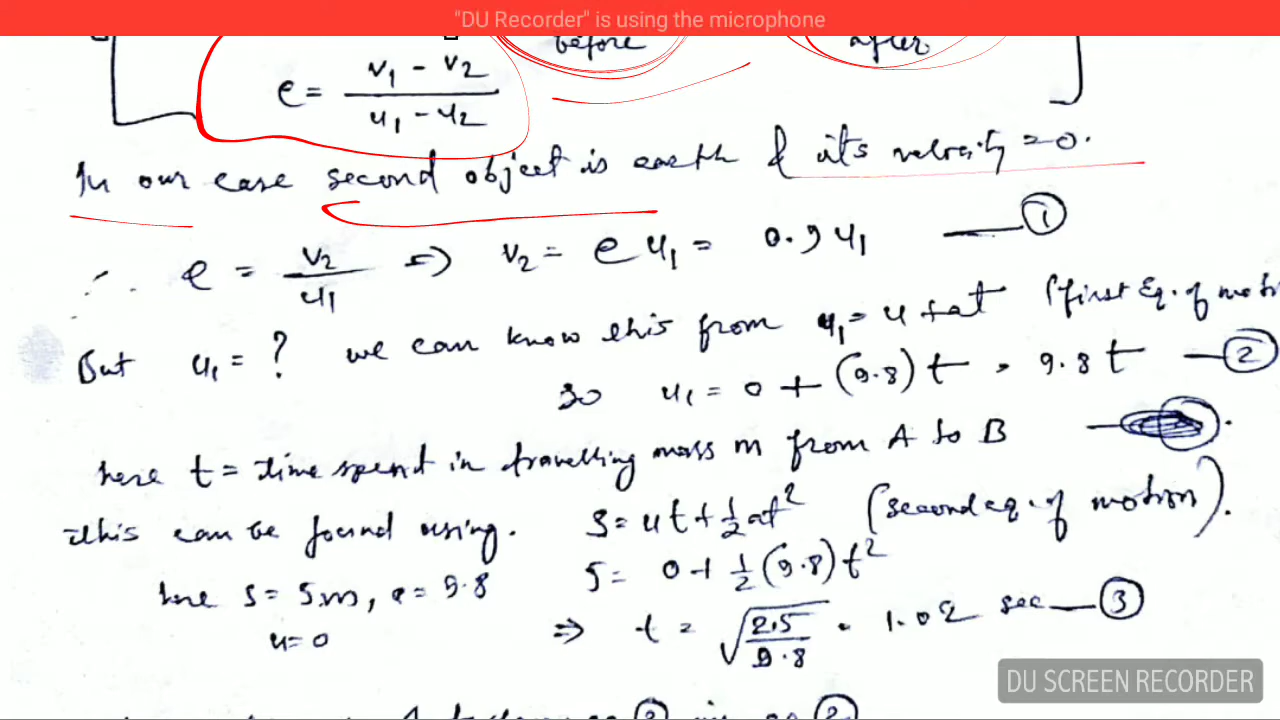 "DU Recorder" is using the microphone
before after
e = v1 - v2 / u1 - u2
In our case second object is earth & its velocity = 0.
∴ e = v2 / u1 ⇒ v2 = e u1 = 0.9 u1 — ①
But u1 = ? we can know this from u1 = u + at (first Eq. of moti
So u1 = 0 + (9.8) t = 9.8 t — ②
here t = time spent in travelling mass m from A to B
This can be found using. S = ut + ½ at² (second eq. of motion).
here S = 5m, a = 9.8 5 = 0 + ½ (9.8) t²
u = 0 ⇒ t = √(2.5 / 9.8) = 1.02 sec — ③
DU SCREEN RECORDER